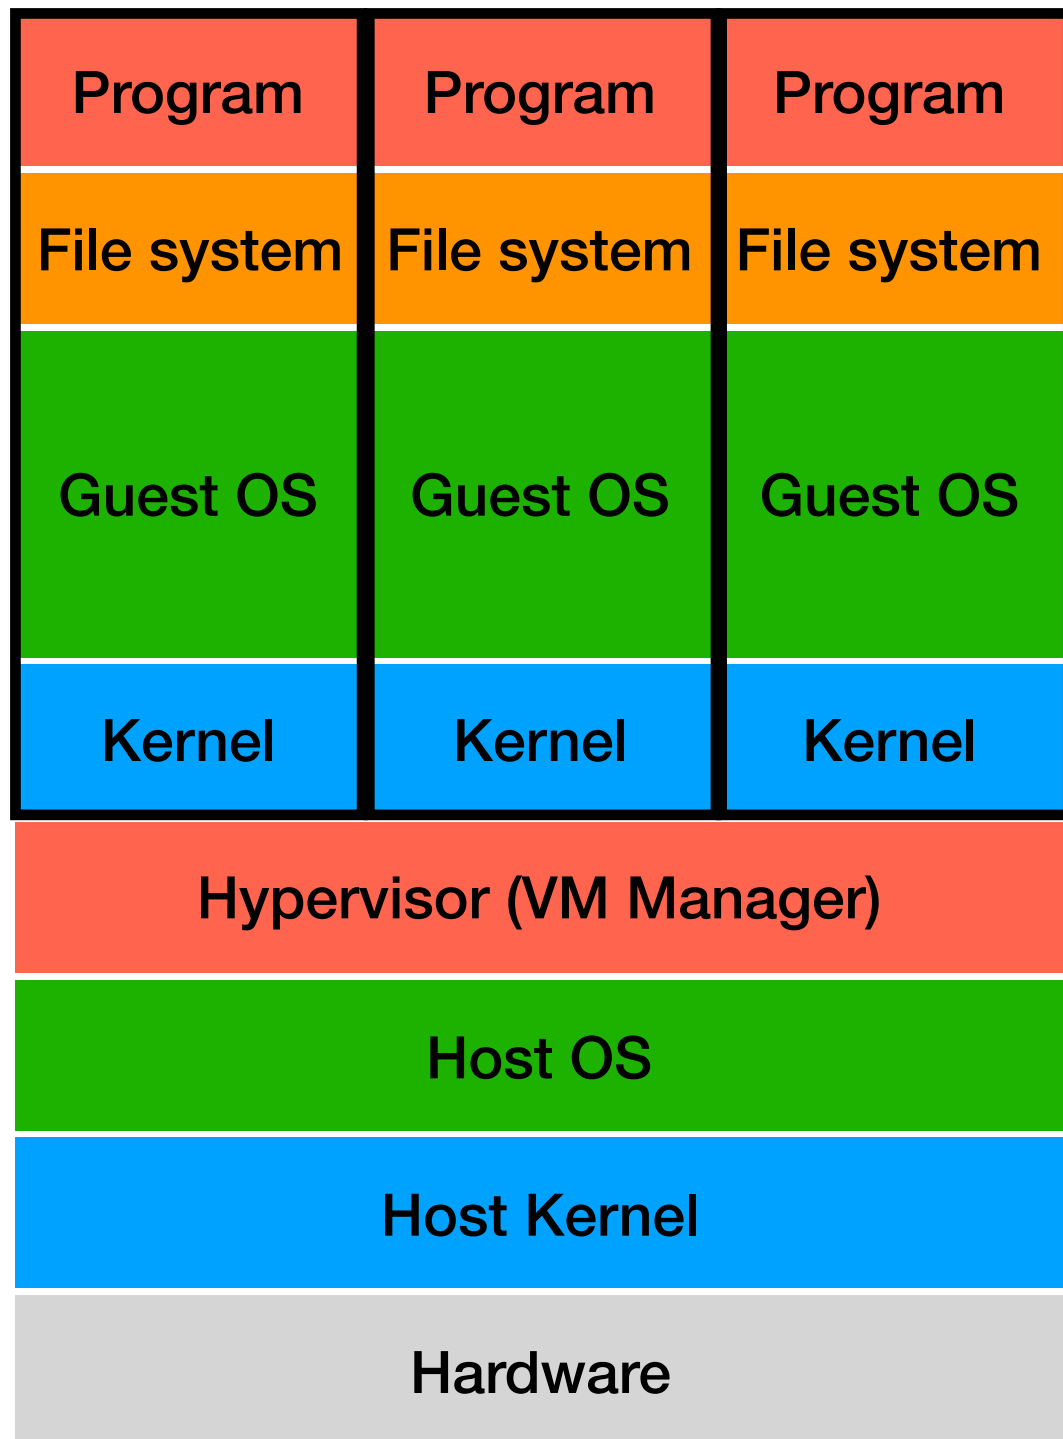 Program Program Program
File system File system File system
Guest OS Guest OS Guest OS
Kernel Kernel Kernel
Hypervisor (VM Manager)
Host OS
Host Kernel
Hardware